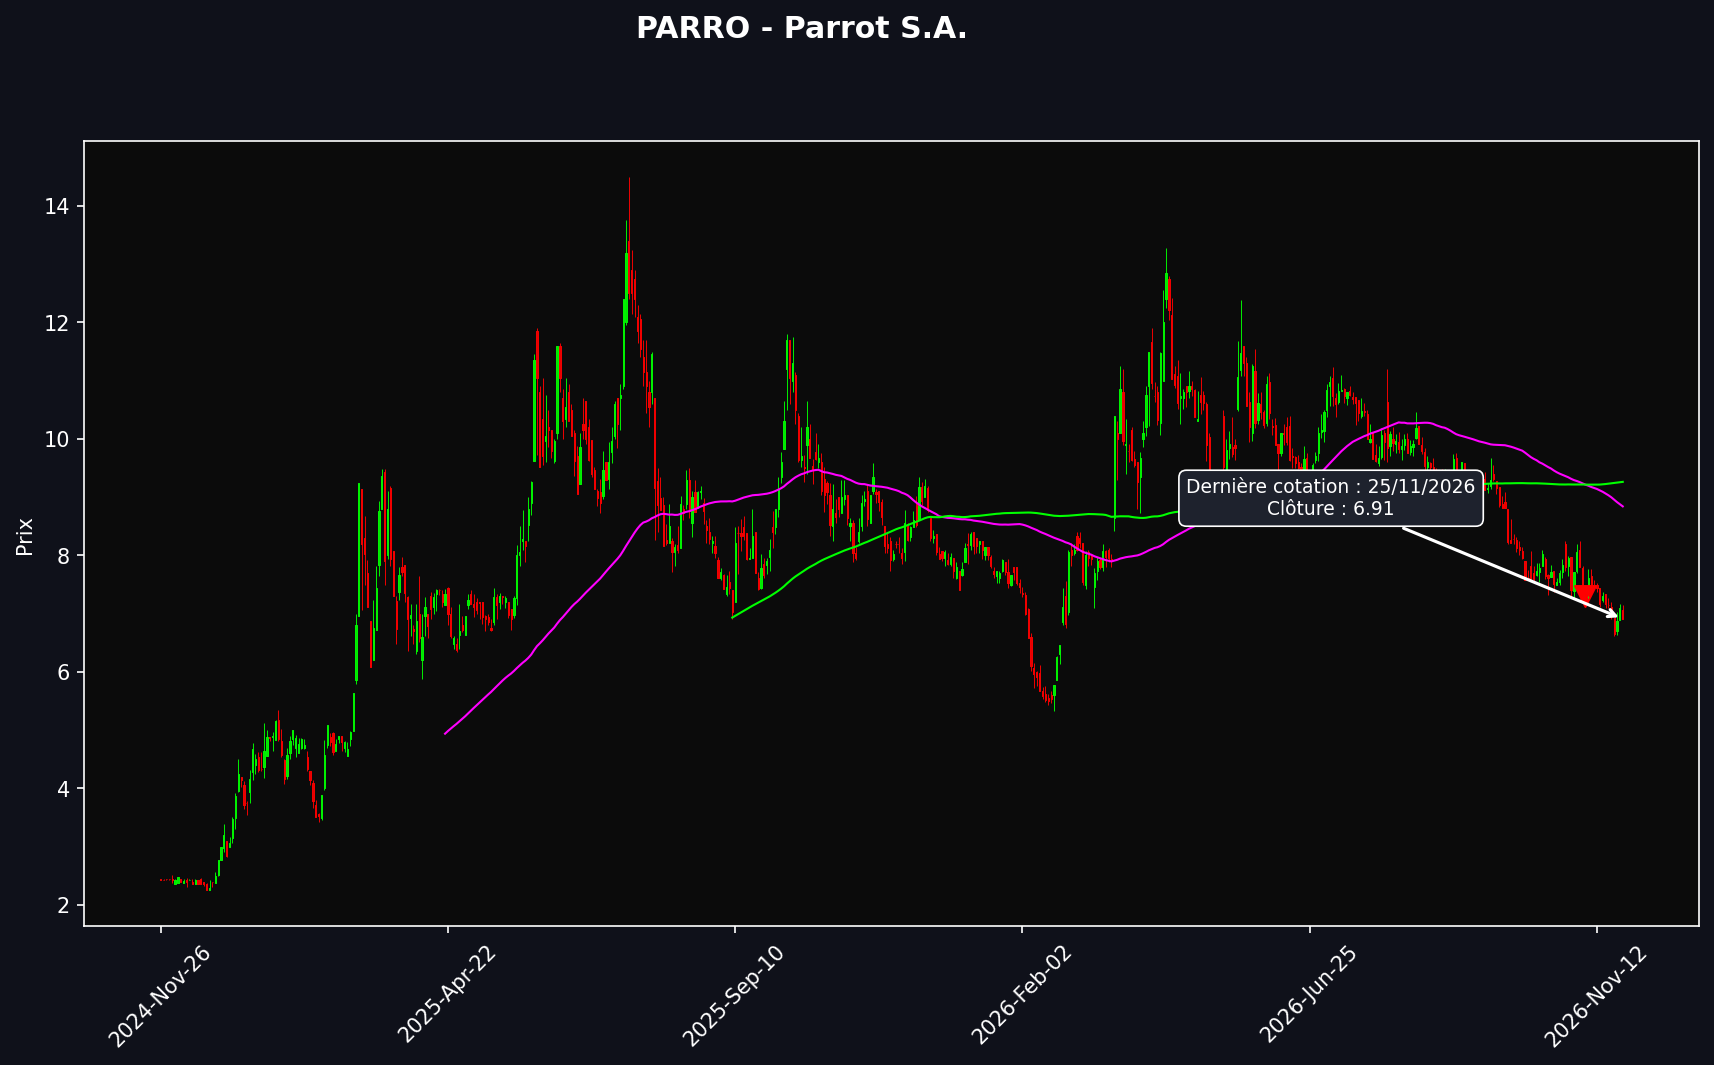 PARRO - Parrot S.A.
Prix
14
12
10
8
6
4
2
Dernière cotation : 25/11/2026
Clôture : 6.91
2024-Nov-26
2025-Apr-22
2025-Sep-10
2026-Feb-02
2026-Jun-25
2026-Nov-12